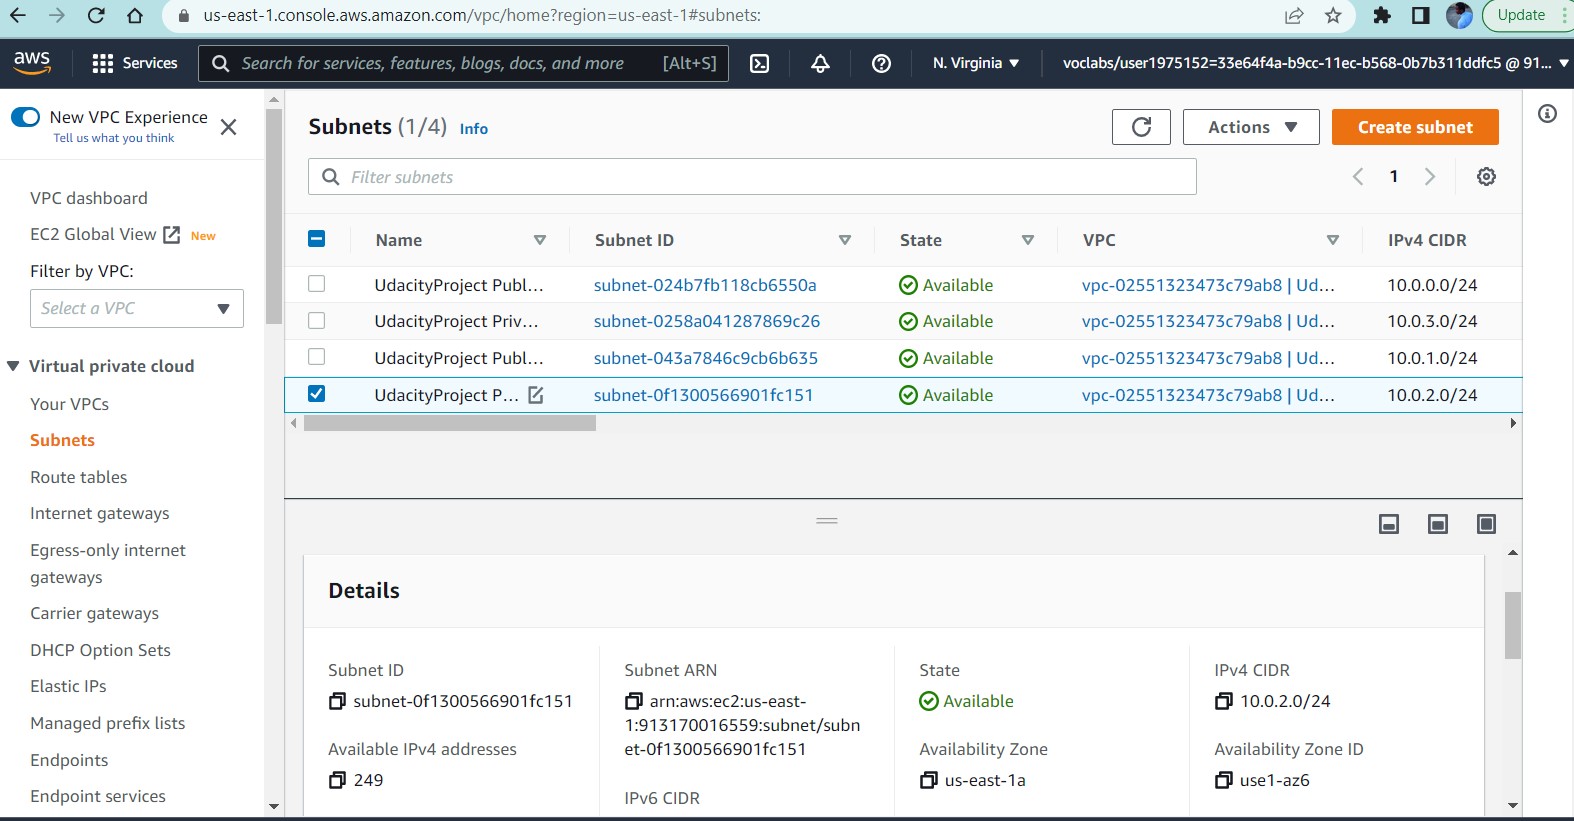 us-east-1.console.aws.amazon.com/vpc/home?region=us-east-1#subnets:
Update
aws
Services
Search for services, features, blogs, docs, and more
[Alt+S]
N. Virginia
voclabs/user1975152=33e64f4a-b9cc-11ec-b568-0b7b311ddfc5 @ 91...
New VPC Experience
Tell us what you think
VPC dashboard
EC2 Global View New
Filter by VPC:
Select a VPC
Virtual private cloud
Your VPCs
Subnets
Route tables
Internet gateways
Egress-only internet
gateways
Carrier gateways
DHCP Option Sets
Elastic IPs
Managed prefix lists
Endpoints
Endpoint services
Subnets (1/4) Info
Actions
Create subnet
Filter subnets
1
Name Subnet ID State VPC IPv4 CIDR
UdacityProject Publ... subnet-024b7fb118cb6550a Available vpc-02551323473c79ab8 | Ud... 10.0.0.0/24
UdacityProject Priv... subnet-0258a041287869c26 Available vpc-02551323473c79ab8 | Ud... 10.0.3.0/24
UdacityProject Publ... subnet-043a7846c9cb6b635 Available vpc-02551323473c79ab8 | Ud... 10.0.1.0/24
UdacityProject P... subnet-0f1300566901fc151 Available vpc-02551323473c79ab8 | Ud... 10.0.2.0/24
Details
Subnet ID
subnet-0f1300566901fc151
Available IPv4 addresses
249
Subnet ARN
arn:aws:ec2:us-east-
1:913170016559:subnet/subn
et-0f1300566901fc151
IPv6 CIDR
State
Available
Availability Zone
us-east-1a
IPv4 CIDR
10.0.2.0/24
Availability Zone ID
use1-az6